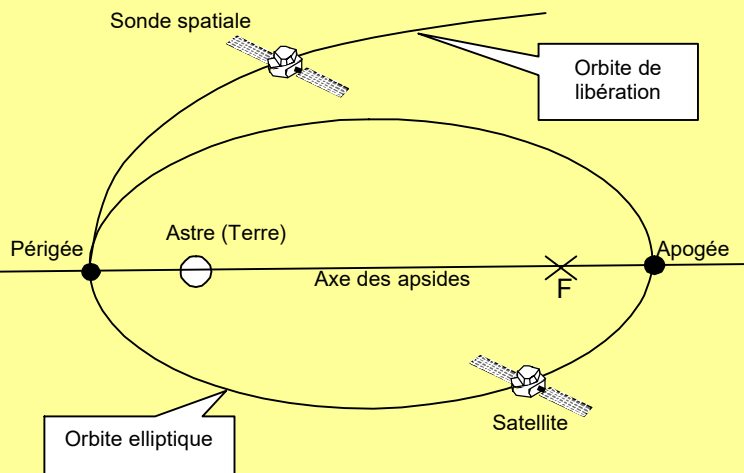 Sonde spatiale
Orbite de
libération
Périgée
Astre (Terre)
Apogée
Axe des apsides
F
Satellite
Orbite elliptique